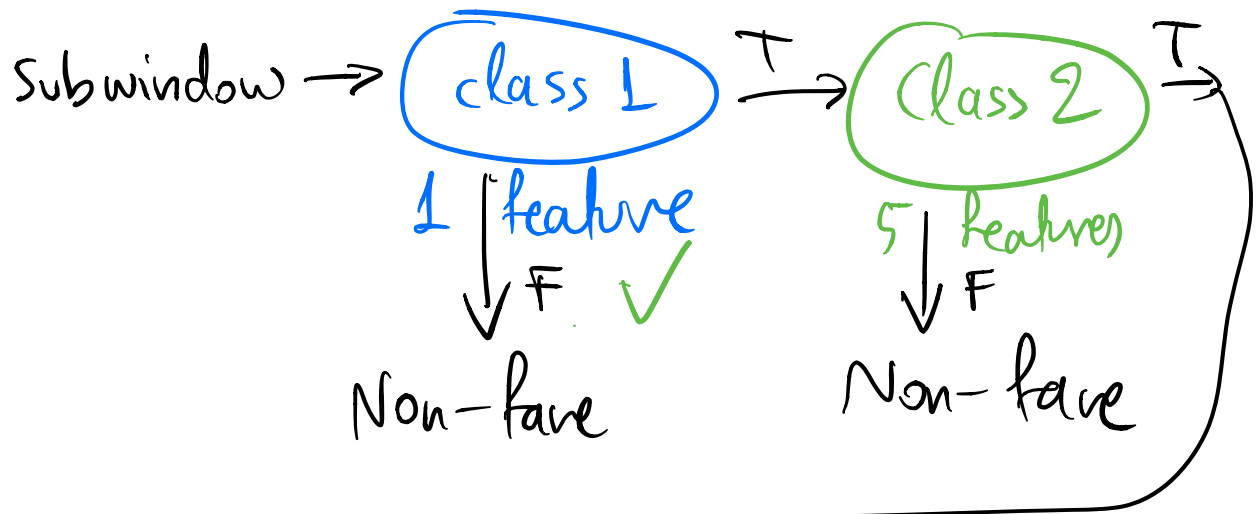 subwindow → class 1 T → Class 2 T →
1 feature 5 features
F ✓ F
Non-face Non-face